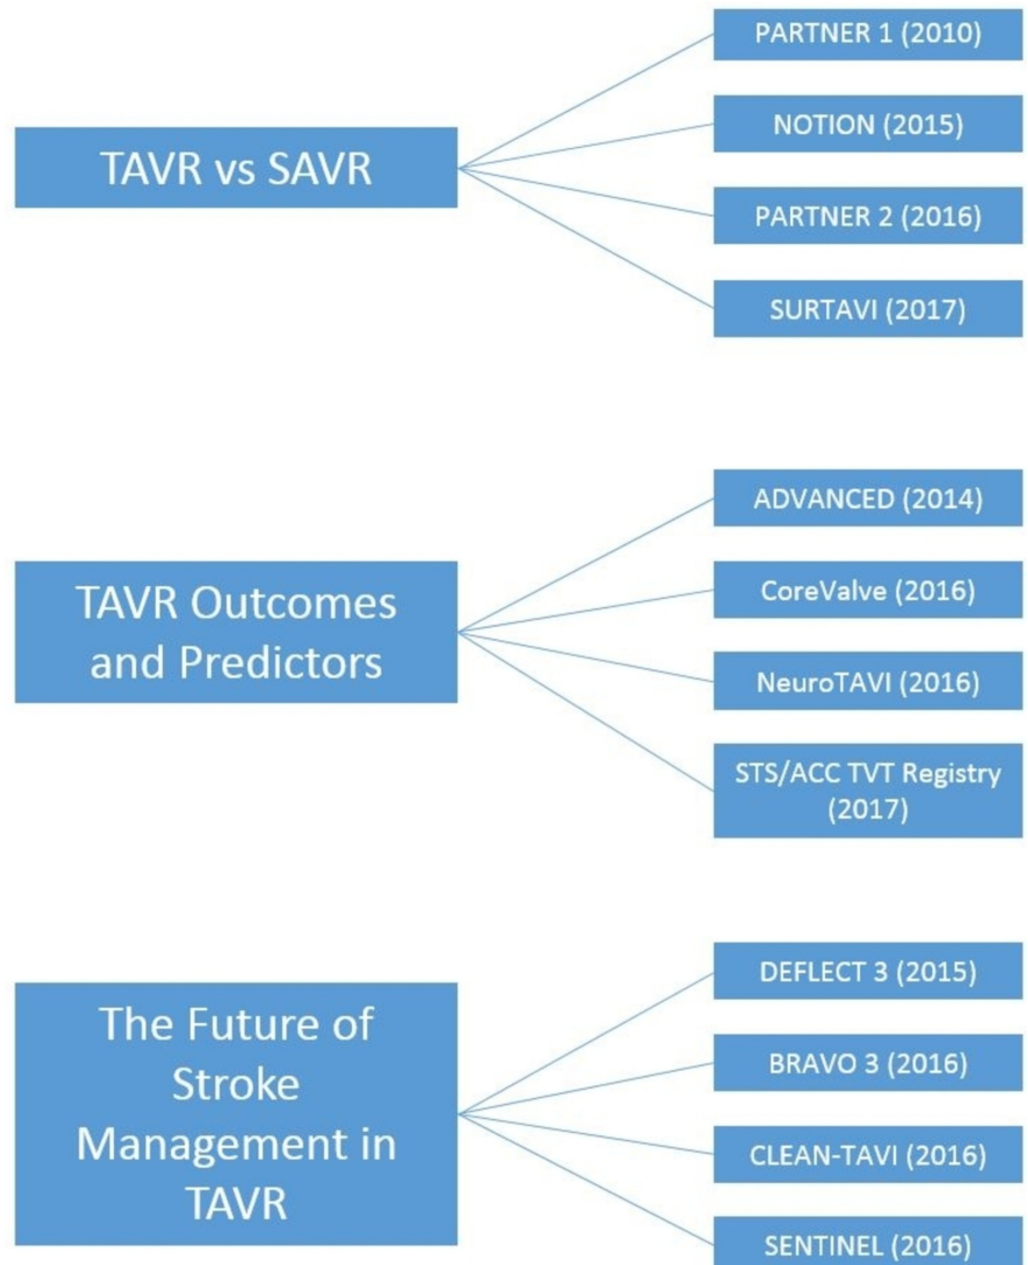 TAVR vs SAVR
PARTNER 1 (2010)
NOTION (2015)
PARTNER 2 (2016)
SURTAVI (2017)
TAVR Outcomes
and Predictors
ADVANCED (2014)
CoreValve (2016)
NeuroTAVI (2016)
STS/ACC TVT Registry
(2017)
The Future of
Stroke
Management in
TAVR
DEFLECT 3 (2015)
BRAVO 3 (2016)
CLEAN-TAVI (2016)
SENTINEL (2016)